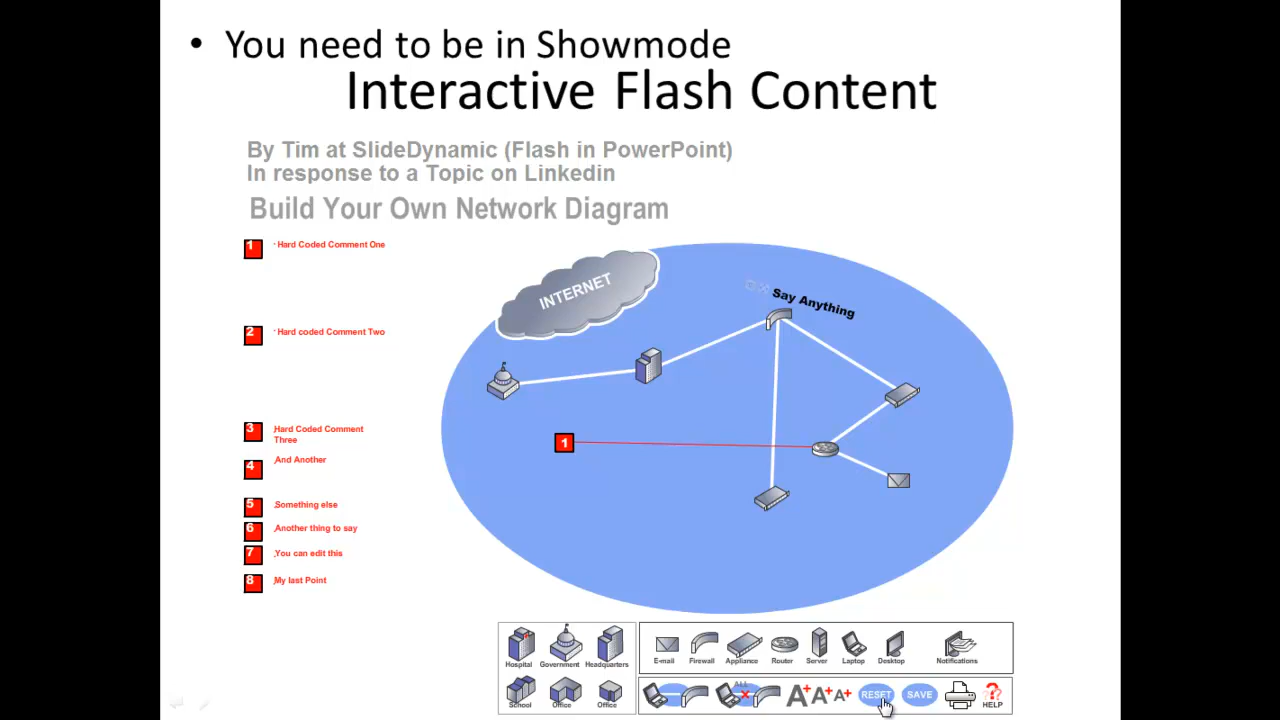 • You need to be in Showmode
Interactive Flash Content
By Tim at SlideDynamic (Flash in PowerPoint)
In response to a Topic on Linkedin
Build Your Own Network Diagram
1 Hard Coded Comment One
2 Hard coded Comment Two
3 Hard Coded Comment
Three
4 And Another
5 Something else
6 Another thing to say
7 You can edit this
8 My last Point
INTERNET
Say Anything
1
Hospital Government Headquarters
School Office Office
E-mail Firewall Appliance Router Server Laptop Desktop Notifications
ALL
A+ A+ A+ RESET SAVE ? HELP